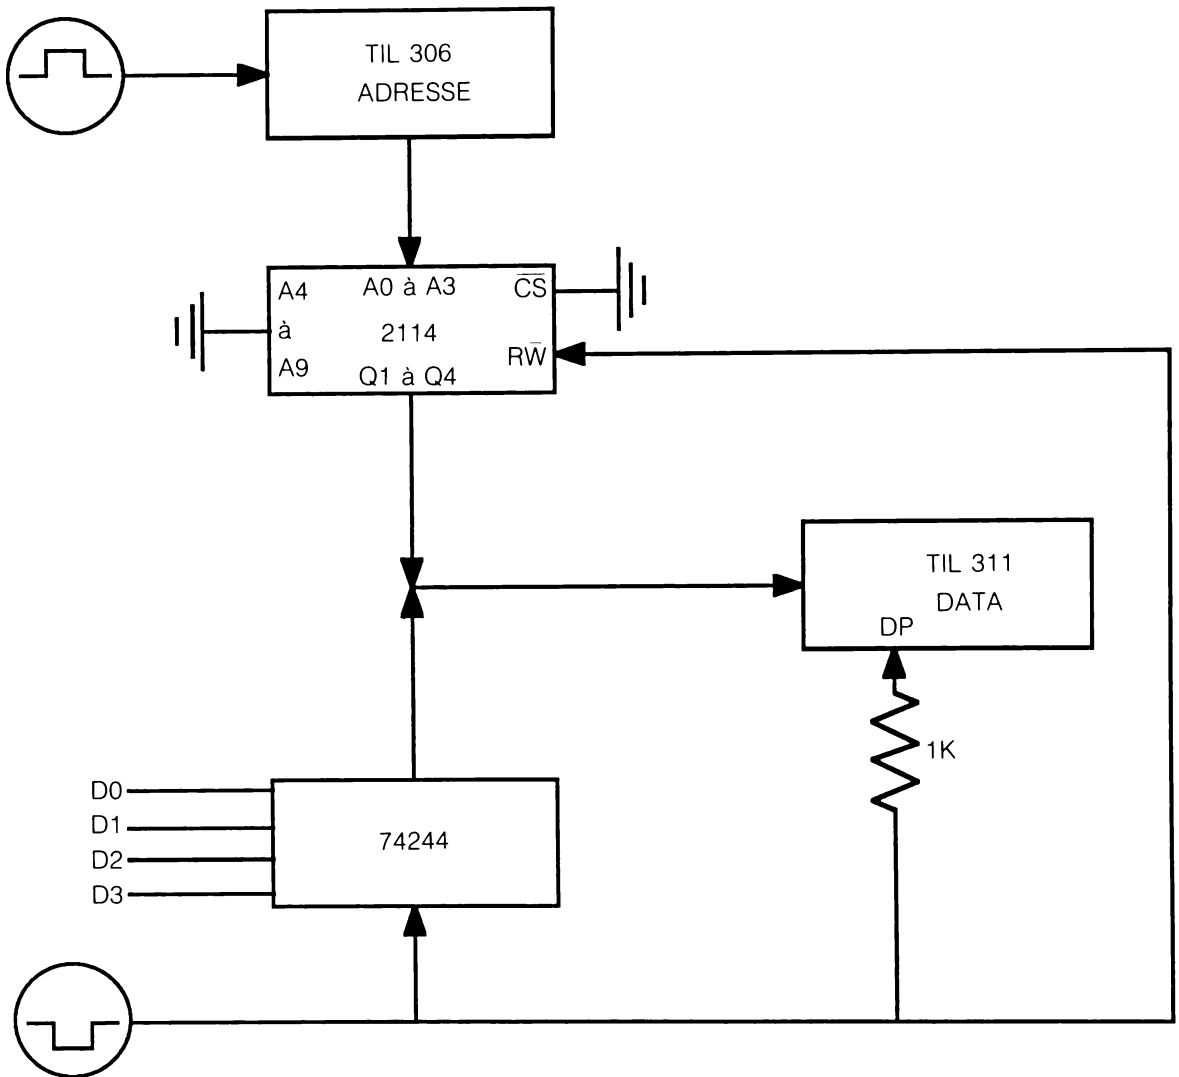 TIL 306
ADRESSE
A4
A0 à A3
C̅S̅
à
2114
RW̅
A9
Q1 à Q4
TIL 311
DATA
DP
1K
D0
D1
74244
D2
D3